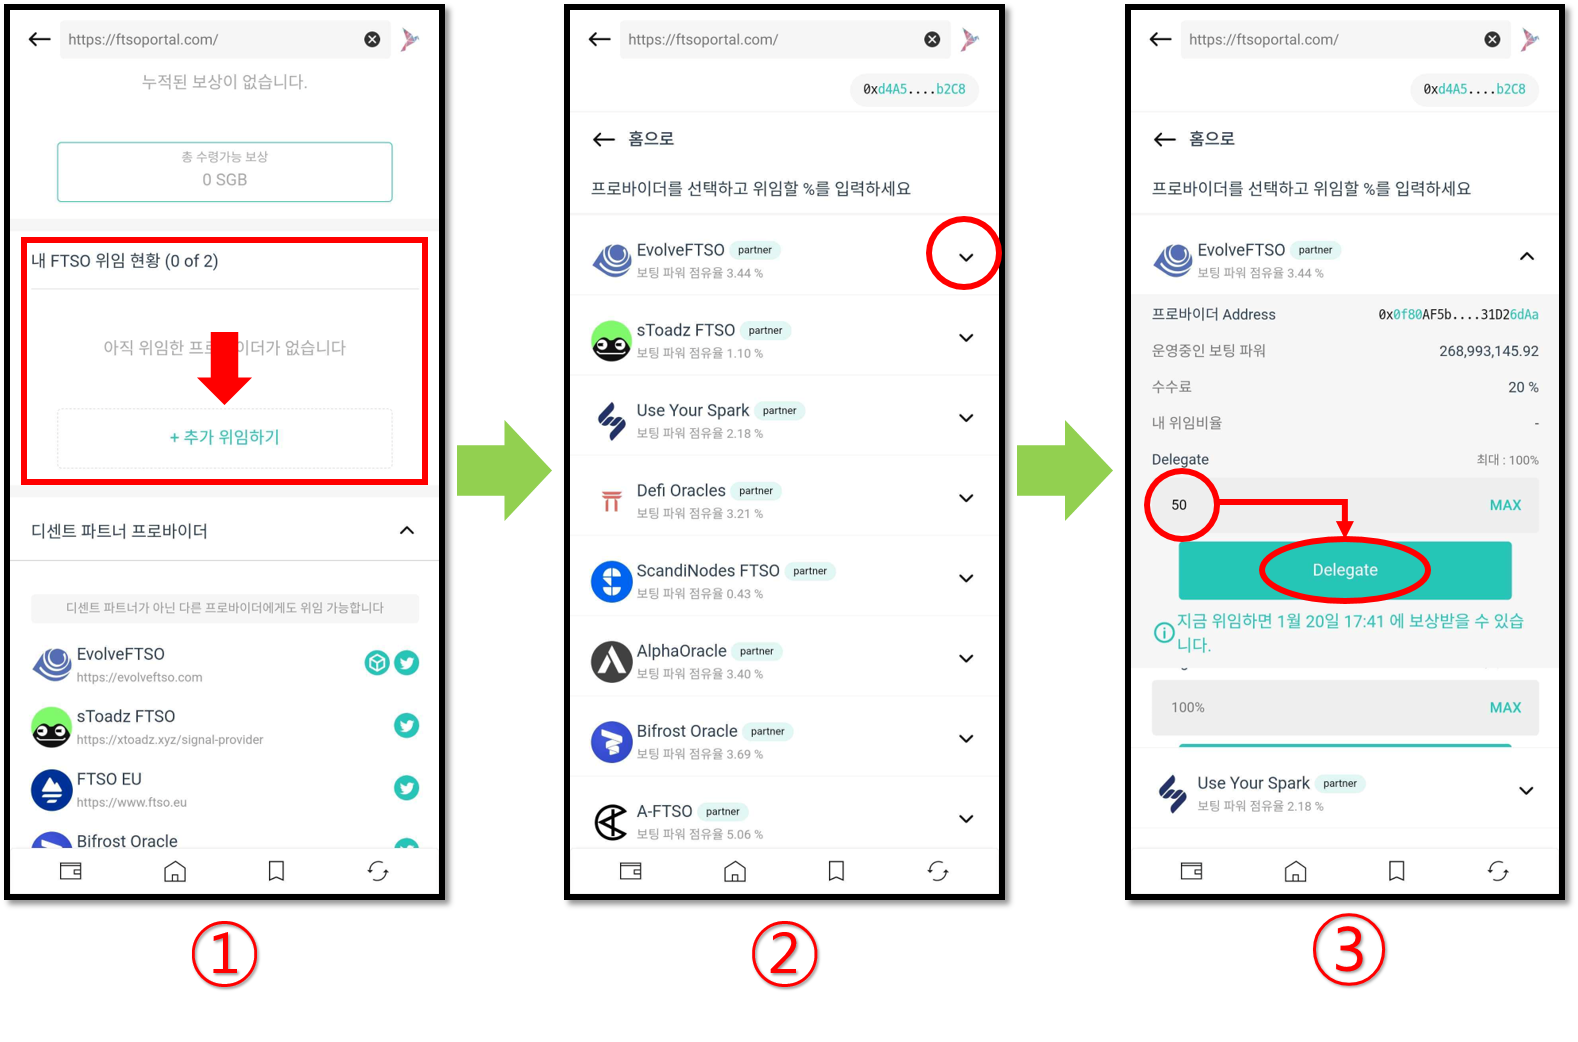 https://ftsoportal.com/
누적된 보상이 없습니다.
총 수령가능 보상
0 SGB
내 FTSO 위임 현황 (0 of 2)
+ 추가 위임하기
디센트 파트너 프로바이더
디센트 파트너가 아닌 다른 프로바이더에게도 위임 가능합니다
EvolveFTSO
https://evolveftso.com
sToadz FTSO
https://xtoadz.xyz/signal-provider
FTSO EU
https://www.ftso.eu
Bifrost Oracle
①
https://ftsoportal.com/
0xd4A5....b2C8
홈으로
프로바이더를 선택하고 위임할 %를 입력하세요
EvolveFTSO partner
보팅 파워 점유율 3.44 %
sToadz FTSO partner
보팅 파워 점유율 1.10 %
Use Your Spark partner
보팅 파워 점유율 2.18 %
Defi Oracles partner
보팅 파워 점유율 3.21 %
ScandiNodes FTSO partner
보팅 파워 점유율 0.43 %
AlphaOracle partner
보팅 파워 점유율 3.40 %
Bifrost Oracle partner
보팅 파워 점유율 3.69 %
A-FTSO partner
보팅 파워 점유율 5.06 %
②
https://ftsoportal.com/
0xd4A5....b2C8
홈으로
프로바이더를 선택하고 위임할 %를 입력하세요
EvolveFTSO partner
보팅 파워 점유율 3.44 %
프로바이더 Address 0x0f80AF5b....31D26dAa
운영중인 보팅 파워 268,993,145.92
수수료 20 %
내 위임비율 -
Delegate 최대 : 100%
50 MAX
Delegate
지금 위임하면 1월 20일 17:41 에 보상받을 수 있습
니다.
100% MAX
Use Your Spark partner
보팅 파워 점유율 2.18 %
③